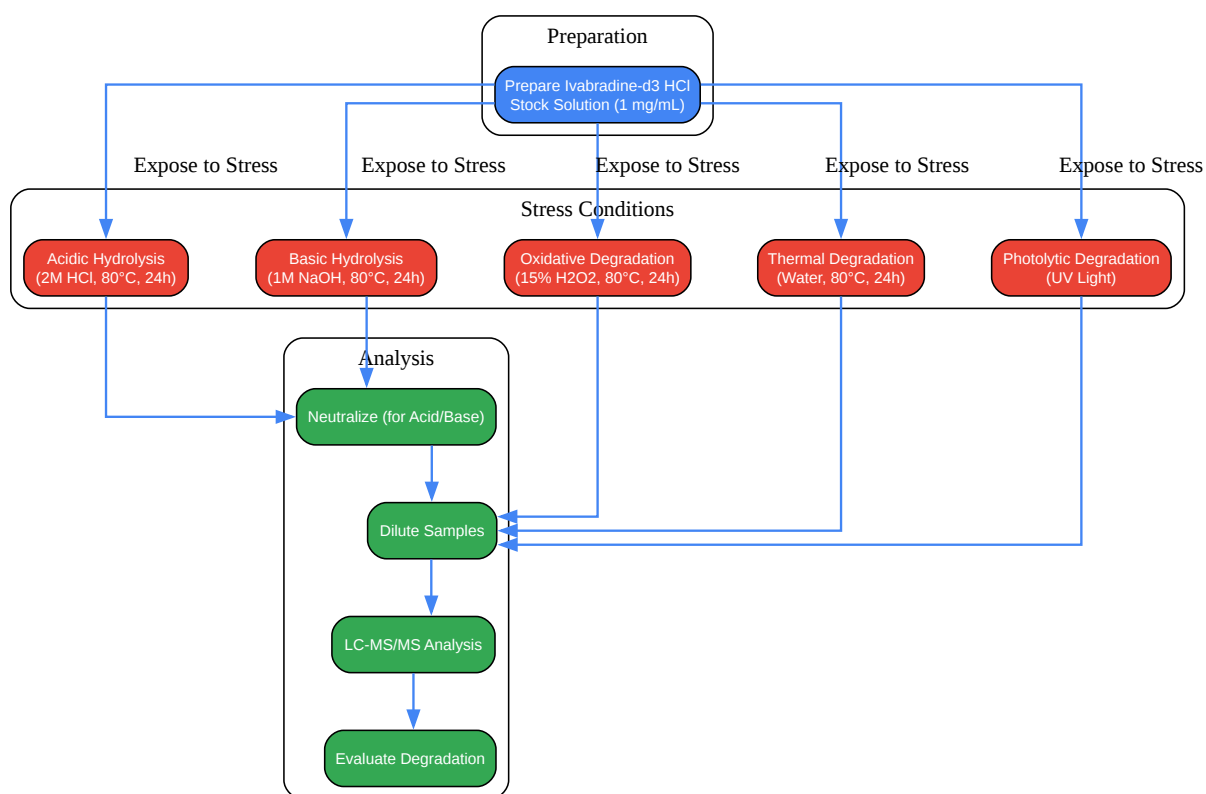 Preparation
Prepare Ivabradine-d3 HCl
Stock Solution (1 mg/mL)
Expose to Stress
Expose to Stress
Expose to Stress
Expose to Stress
Expose to Stress
Stress Conditions
Acidic Hydrolysis
(2M HCl, 80°C, 24h)
Basic Hydrolysis
(1M NaOH, 80°C, 24h)
Oxidative Degradation
(15% H2O2, 80°C, 24h)
Thermal Degradation
(Water, 80°C, 24h)
Photolytic Degradation
(UV Light)
Analysis
Neutralize (for Acid/Base)
Dilute Samples
LC-MS/MS Analysis
Evaluate Degradation